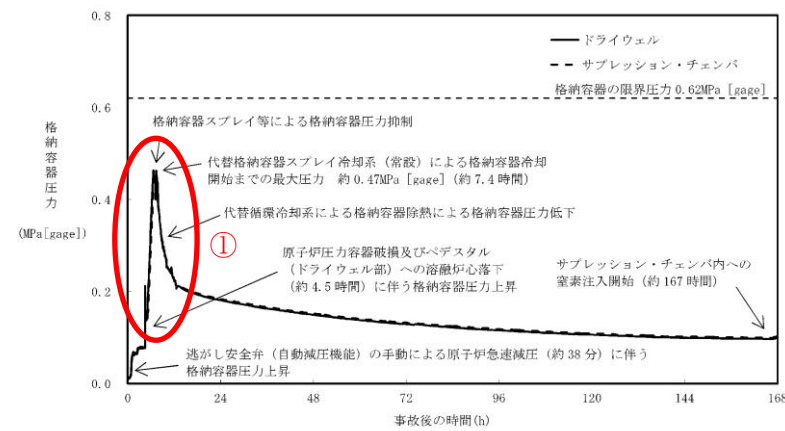 0.8
0.6
0.4
0.2
0.0
格納容器圧力
(MPa[gage])
ドライウェル
サプレッション・チェンバ
格納容器の限界圧力 0.62MPa [gage]
格納容器スプレイ等による格納容器圧力抑制
代替格納容器スプレイ冷却系（常設）による格納容器冷却
開始までの最大圧力　約 0.47MPa [gage]（約 7.4 時間）
代替循環冷却系による格納容器除熱による格納容器圧力低下
①
原子炉圧力容器破損及びペデスタル
（ドライウェル部）への溶融炉心落下
（約 4.5 時間）に伴う格納容器圧力上昇
サプレッション・チェンバ内への
窒素注入開始（約 167 時間）
逃がし安全弁（自動減圧機能）の手動による原子炉急速減圧（約 38 分）に伴う
格納容器圧力上昇
0 24 48 72 96 120 144 168
事故後の時間(h)